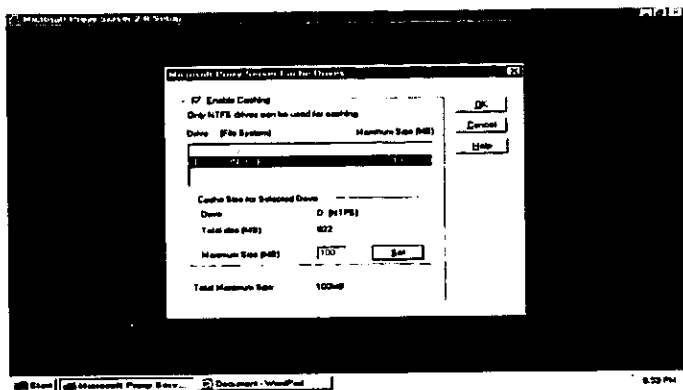 Microsoft Proxy Server 2.0 Setup
Microsoft Proxy Server Cache Drives
Enable Caching
Only NTFS drives can be used for caching
Drive [File System] Maximum Size (MB)
OK
Cancel
Help
Cache Size for Selected Drive
Drive D: [NTFS]
Total size (MB) 822
Maximum Size (MB) 100 Set
Total Maximum Size 100MB
Start Microsoft Proxy Serv... Document - WordPad 8:53 PM